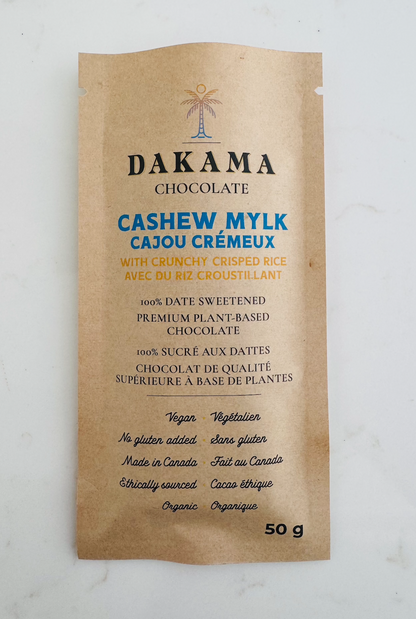 DAKAMA
CHOCOLATE
CASHEW MYLK
CAJOU CRÉMEUX
WITH CRUNCHY CRISPED RICE
AVEC DU RIZ CROUSTILLANT
100% DATE SWEETENED
PREMIUM PLANT-BASED
CHOCOLATE
100% SUCRÉ AUX DATTES
CHOCOLAT DE QUALITÉ
SUPÉRIEURE À BASE DE PLANTES
Vegan Végétalien
No gluten added Sans gluten
Made in Canada Fait au Canada
Ethically sourced Cacao éthique
Organic Organique
50 g